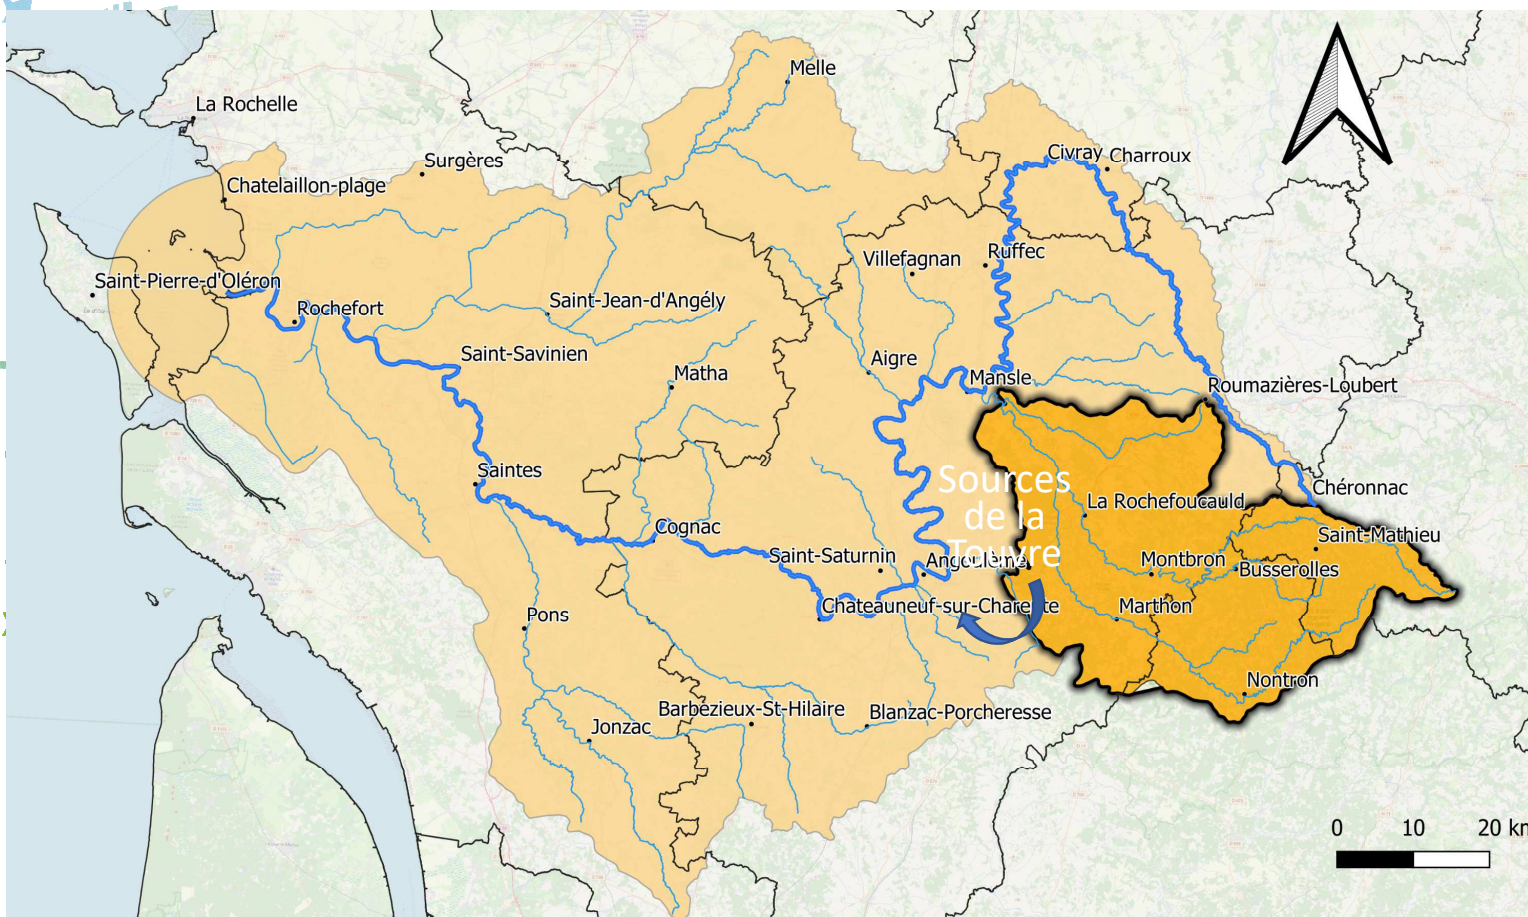 Melle
La Rochelle
Surgères
Civray
Charroux
Chatelaillon-plage
Villefagnan
Ruffec
Saint-Pierre-d'Oléron
Rochefort
Saint-Jean-d'Angély
Saint-Savinien
Aigre
Matha
Mansle
Roumazières-Loubert
Saintes
Sources
de la
Touvre
La Rochefoucauld
Chéronnac
Cognac
Saint-Mathieu
Saint-Saturnin
Angoulême
Montbron
Busserolles
Chateauneuf-sur-Charente
Marthon
Pons
Nontron
Barbezieux-St-Hilaire
Blanzac-Porcheresse
Jonzac
0 10 20 km